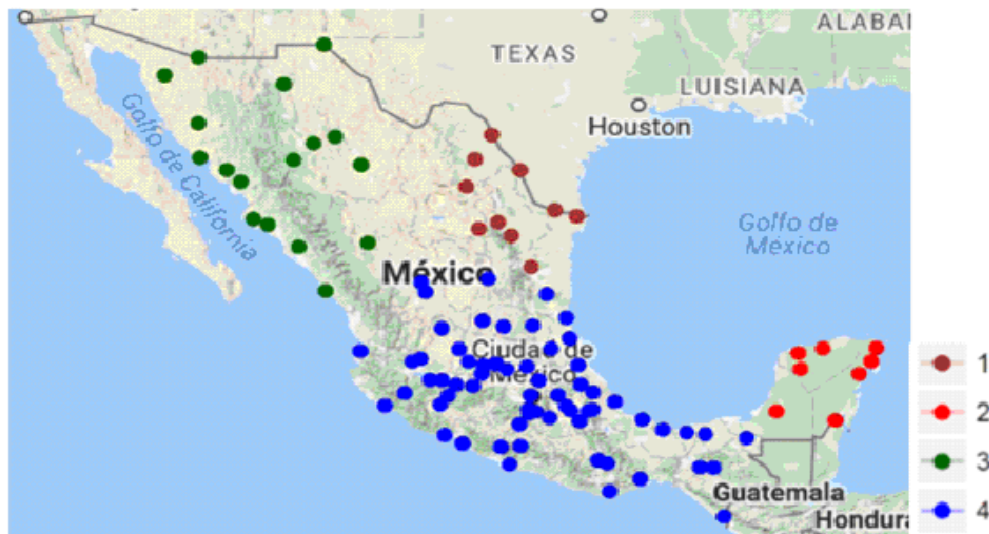 ALABAI
TEXAS
LUISIANA
Houston
Golfo de California
Golfo de
México
México
Ciudad de
México
Guatemala
Hondura
1
2
3
4